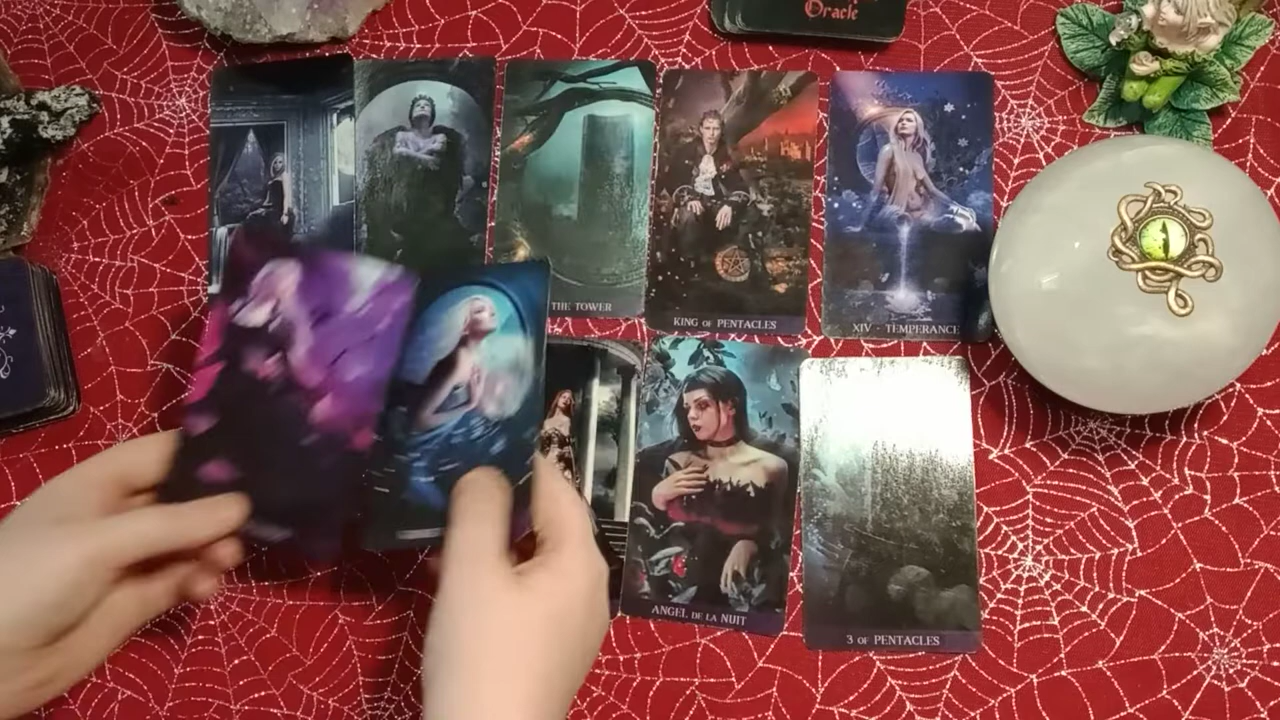 Oracle
THE TOWER
KING OF PENTACLES
XIV · TEMPERANCE
ANGEL DE LA NUIT
3 OF PENTACLES